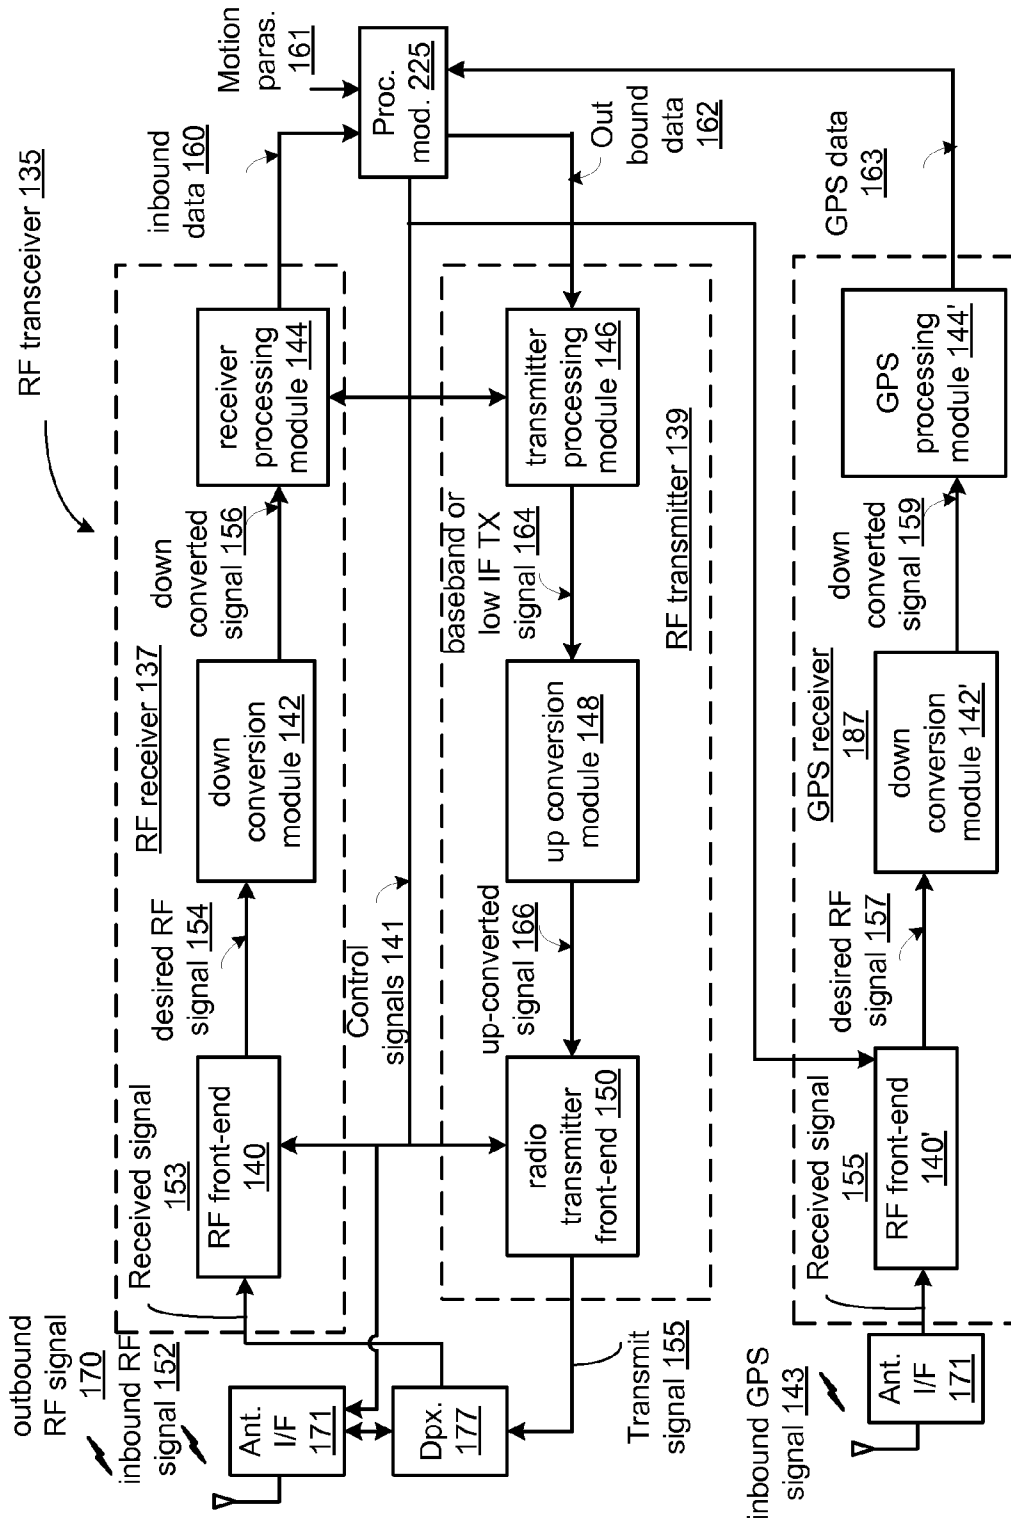 RF transceiver 135
outbound
RF signal
170
inbound RF
signal 152
Ant.
I/F
171
Dpx.
177
Received signal
153
RF front-end
140
desired RF
signal 154
RF receiver 137
down
conversion
module 142
down
converted
signal 156
receiver
processing
module 144
inbound
data 160
Motion
paras.
161
Proc.
mod. 225
Control
signals 141
Out
bound
data
162
transmitter
processing
module 146
baseband or
low IF TX
signal 164
RF transmitter 139
up conversion
module 148
up-converted
signal 166
radio
transmitter
front-end 150
Transmit
signal 155
inbound GPS
signal 143
Ant.
I/F
171
Received signal
155
RF front-end
140'
desired RF
signal 157
GPS receiver
187
down
conversion
module 142'
down
converted
signal 159
GPS
processing
module 144'
GPS data
163